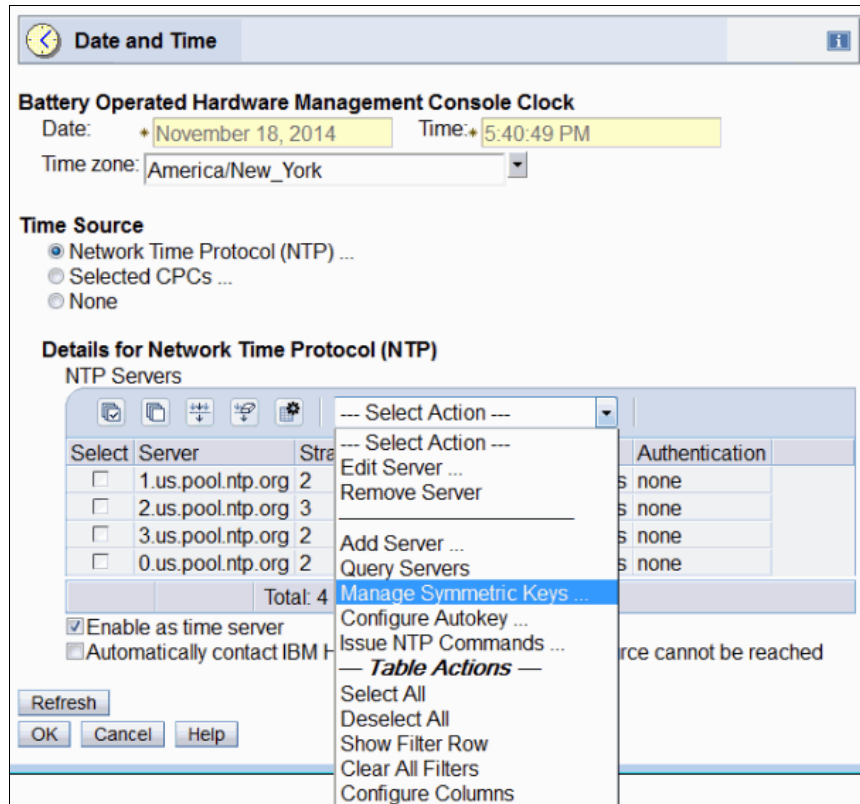 Date and Time
Battery Operated Hardware Management Console Clock
Date: November 18, 2014 Time: 5:40:49 PM
Time zone: America/New_York
Time Source
Network Time Protocol (NTP) ...
Selected CPCs ...
None
Details for Network Time Protocol (NTP)
NTP Servers
--- Select Action ---
Select Server Stra Authentication
1.us.pool.ntp.org 2 s none
2.us.pool.ntp.org 3 s none
3.us.pool.ntp.org 2 s none
0.us.pool.ntp.org 2 s none
Total: 4
--- Select Action ---
Edit Server ...
Remove Server
Add Server ...
Query Servers
Manage Symmetric Keys ...
Configure Autokey ...
Issue NTP Commands ...
— Table Actions —
Select All
Deselect All
Show Filter Row
Clear All Filters
Configure Columns
Enable as time server
Automatically contact IBM H rce cannot be reached
Refresh
OK Cancel Help